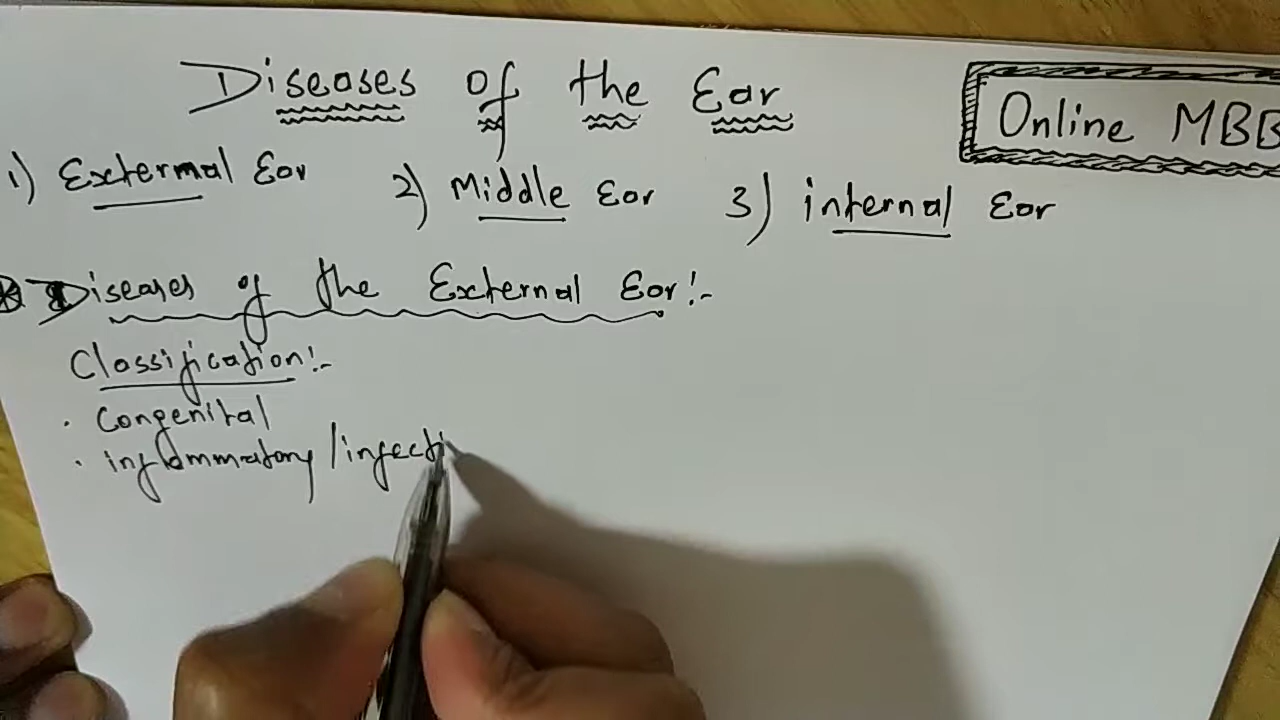 Diseases of the Ear
Online MBB
1) External Ear 2) Middle Ear 3) internal Ear
Diseases of the External Ear:-
Classification:-
· Congenital
· inflammatory/infecti